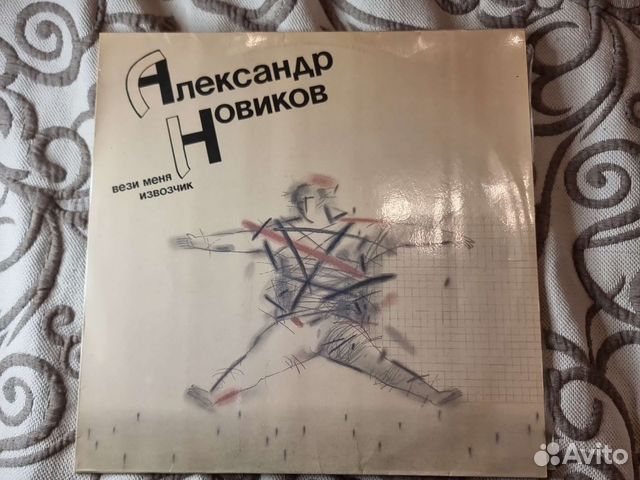 Александр
Новиков
вези меня
извозчик
Avito